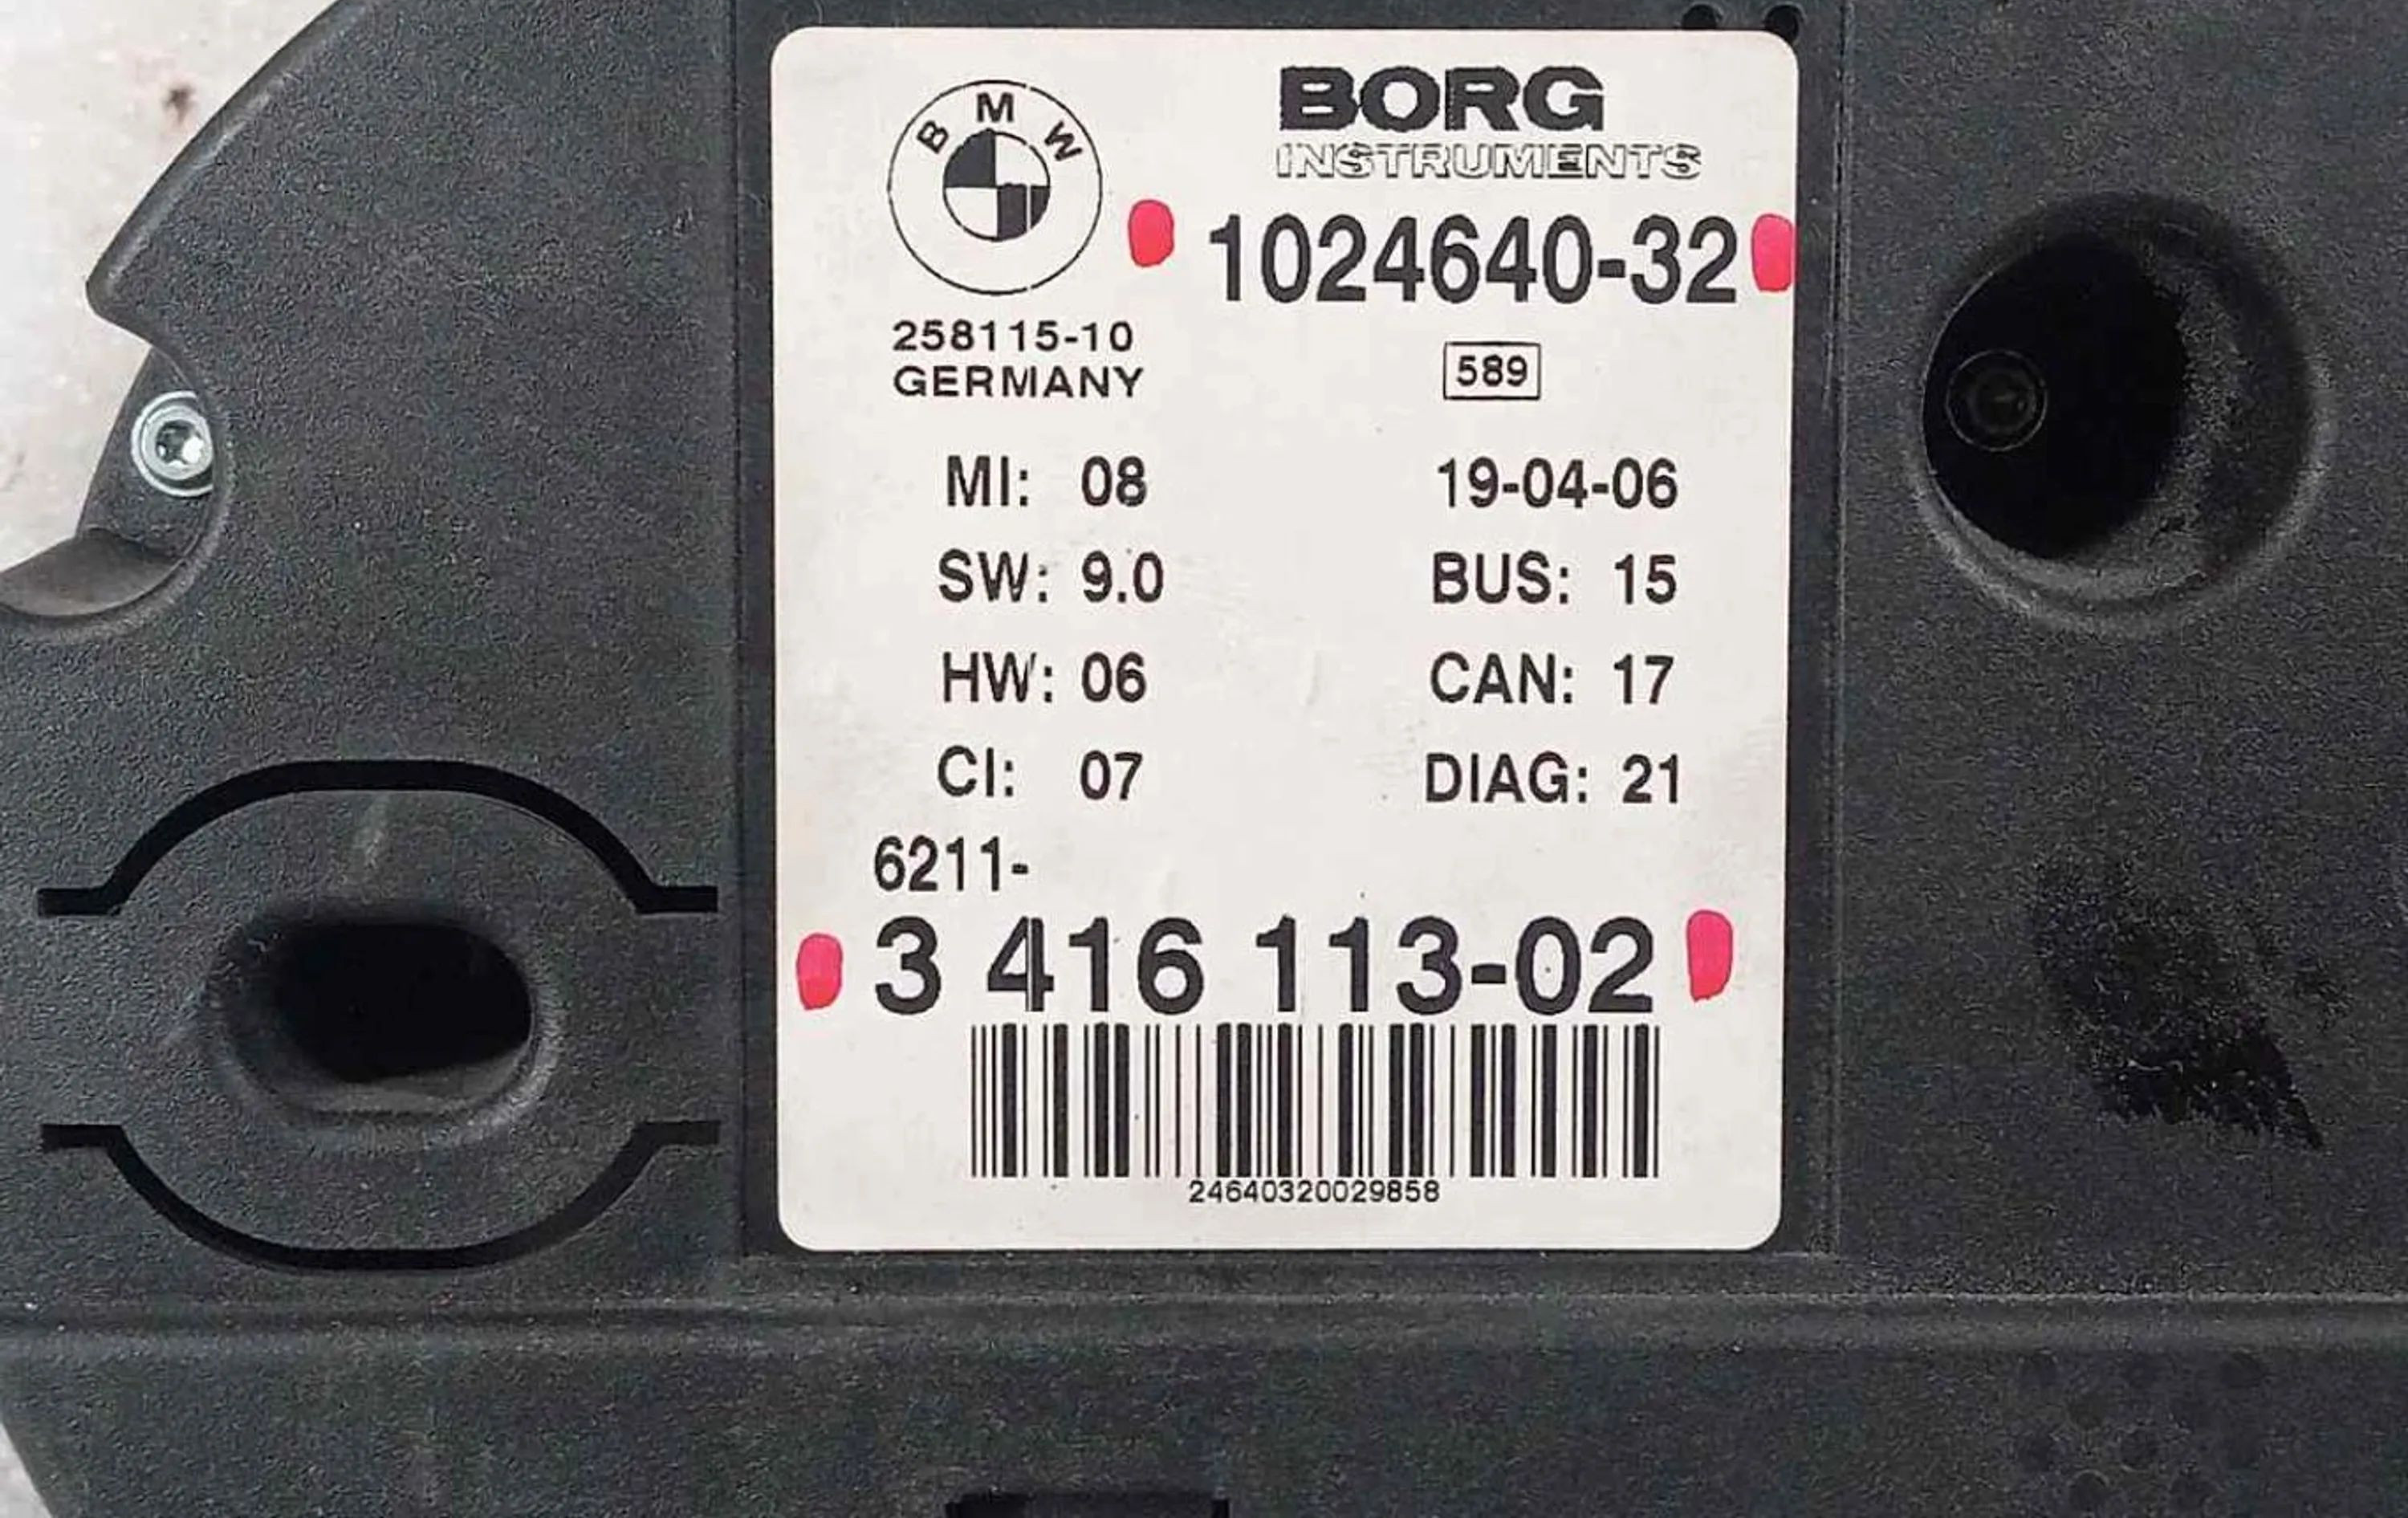 BMW
BORG
INSTRUMENTS
1024640-32
258115-10
GERMANY
589
MI: 08
19-04-06
SW: 9.0
BUS: 15
HW: 06
CAN: 17
CI: 07
DIAG: 21
6211-
3 416 113-02
24640320029858